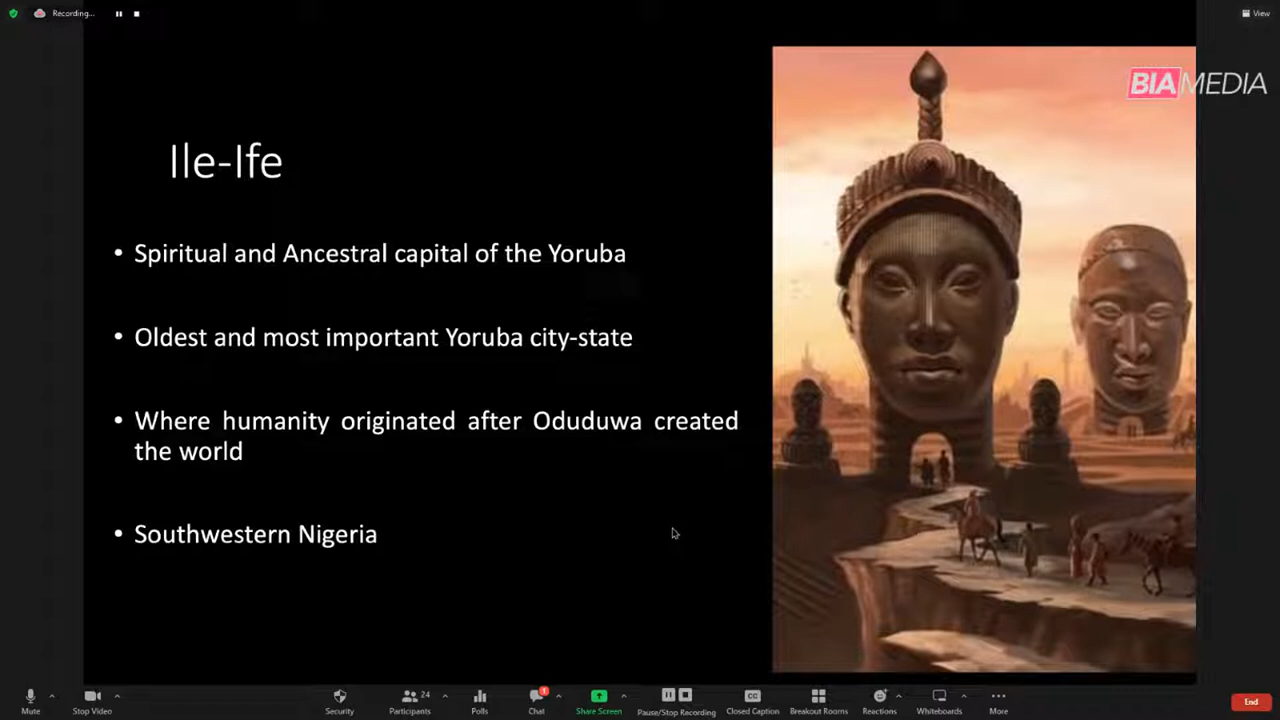 Recording...
View
BIAMEDIA
Ile-Ife
• Spiritual and Ancestral capital of the Yoruba
• Oldest and most important Yoruba city-state
• Where humanity originated after Oduduwa created
the world
• Southwestern Nigeria
24
1
Mute
Stop Video
Security
Participants
Polls
Chat
Share Screen
Pause/Stop Recording
Closed Caption
Breakout Rooms
Reactions
Whiteboards
More
End